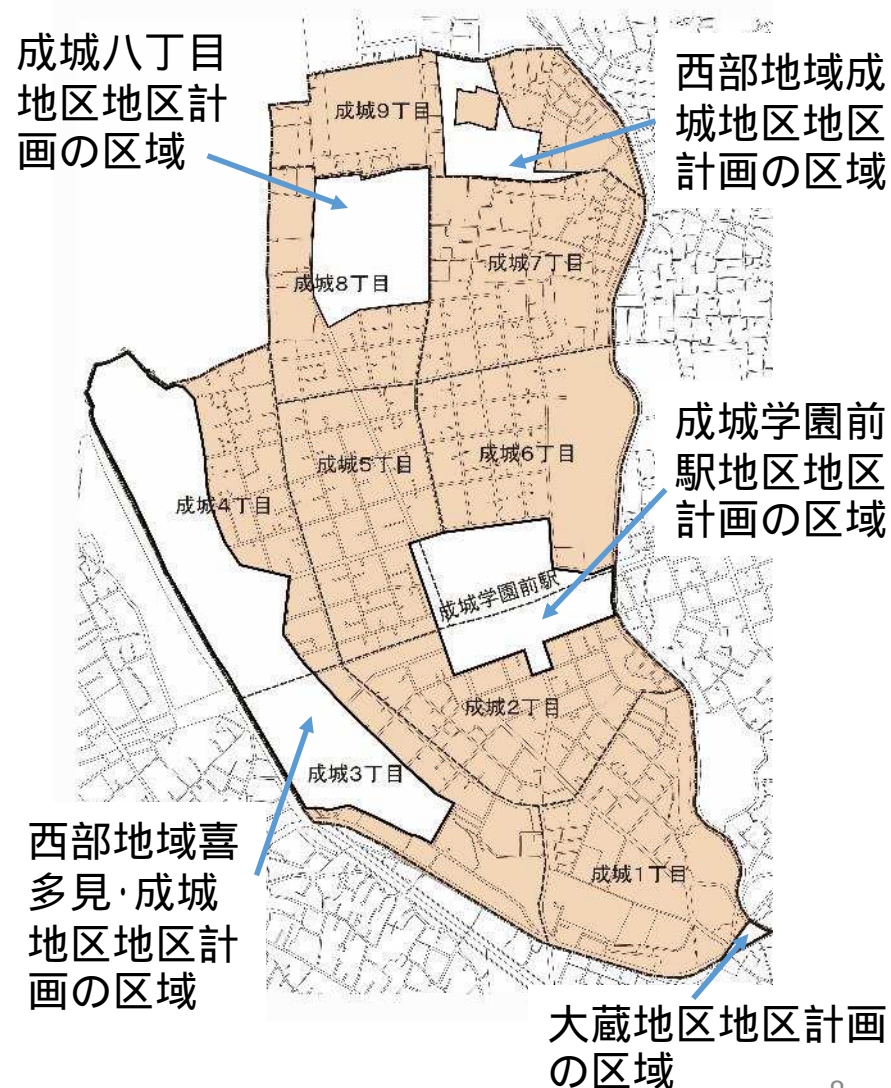 成城八丁目
地区地区計
画の区域
西部地域成
城地区地区
計画の区域
成城9丁目
成城7丁目
成城8丁目
成城学園前
駅地区地区
計画の区域
成城6丁目
成城5丁目
成城4丁目
成城学園前駅
成城2丁目
成城3丁目
西部地域喜
多見・成城
地区地区計
画の区域
成城1丁目
大蔵地区地区計画
の区域